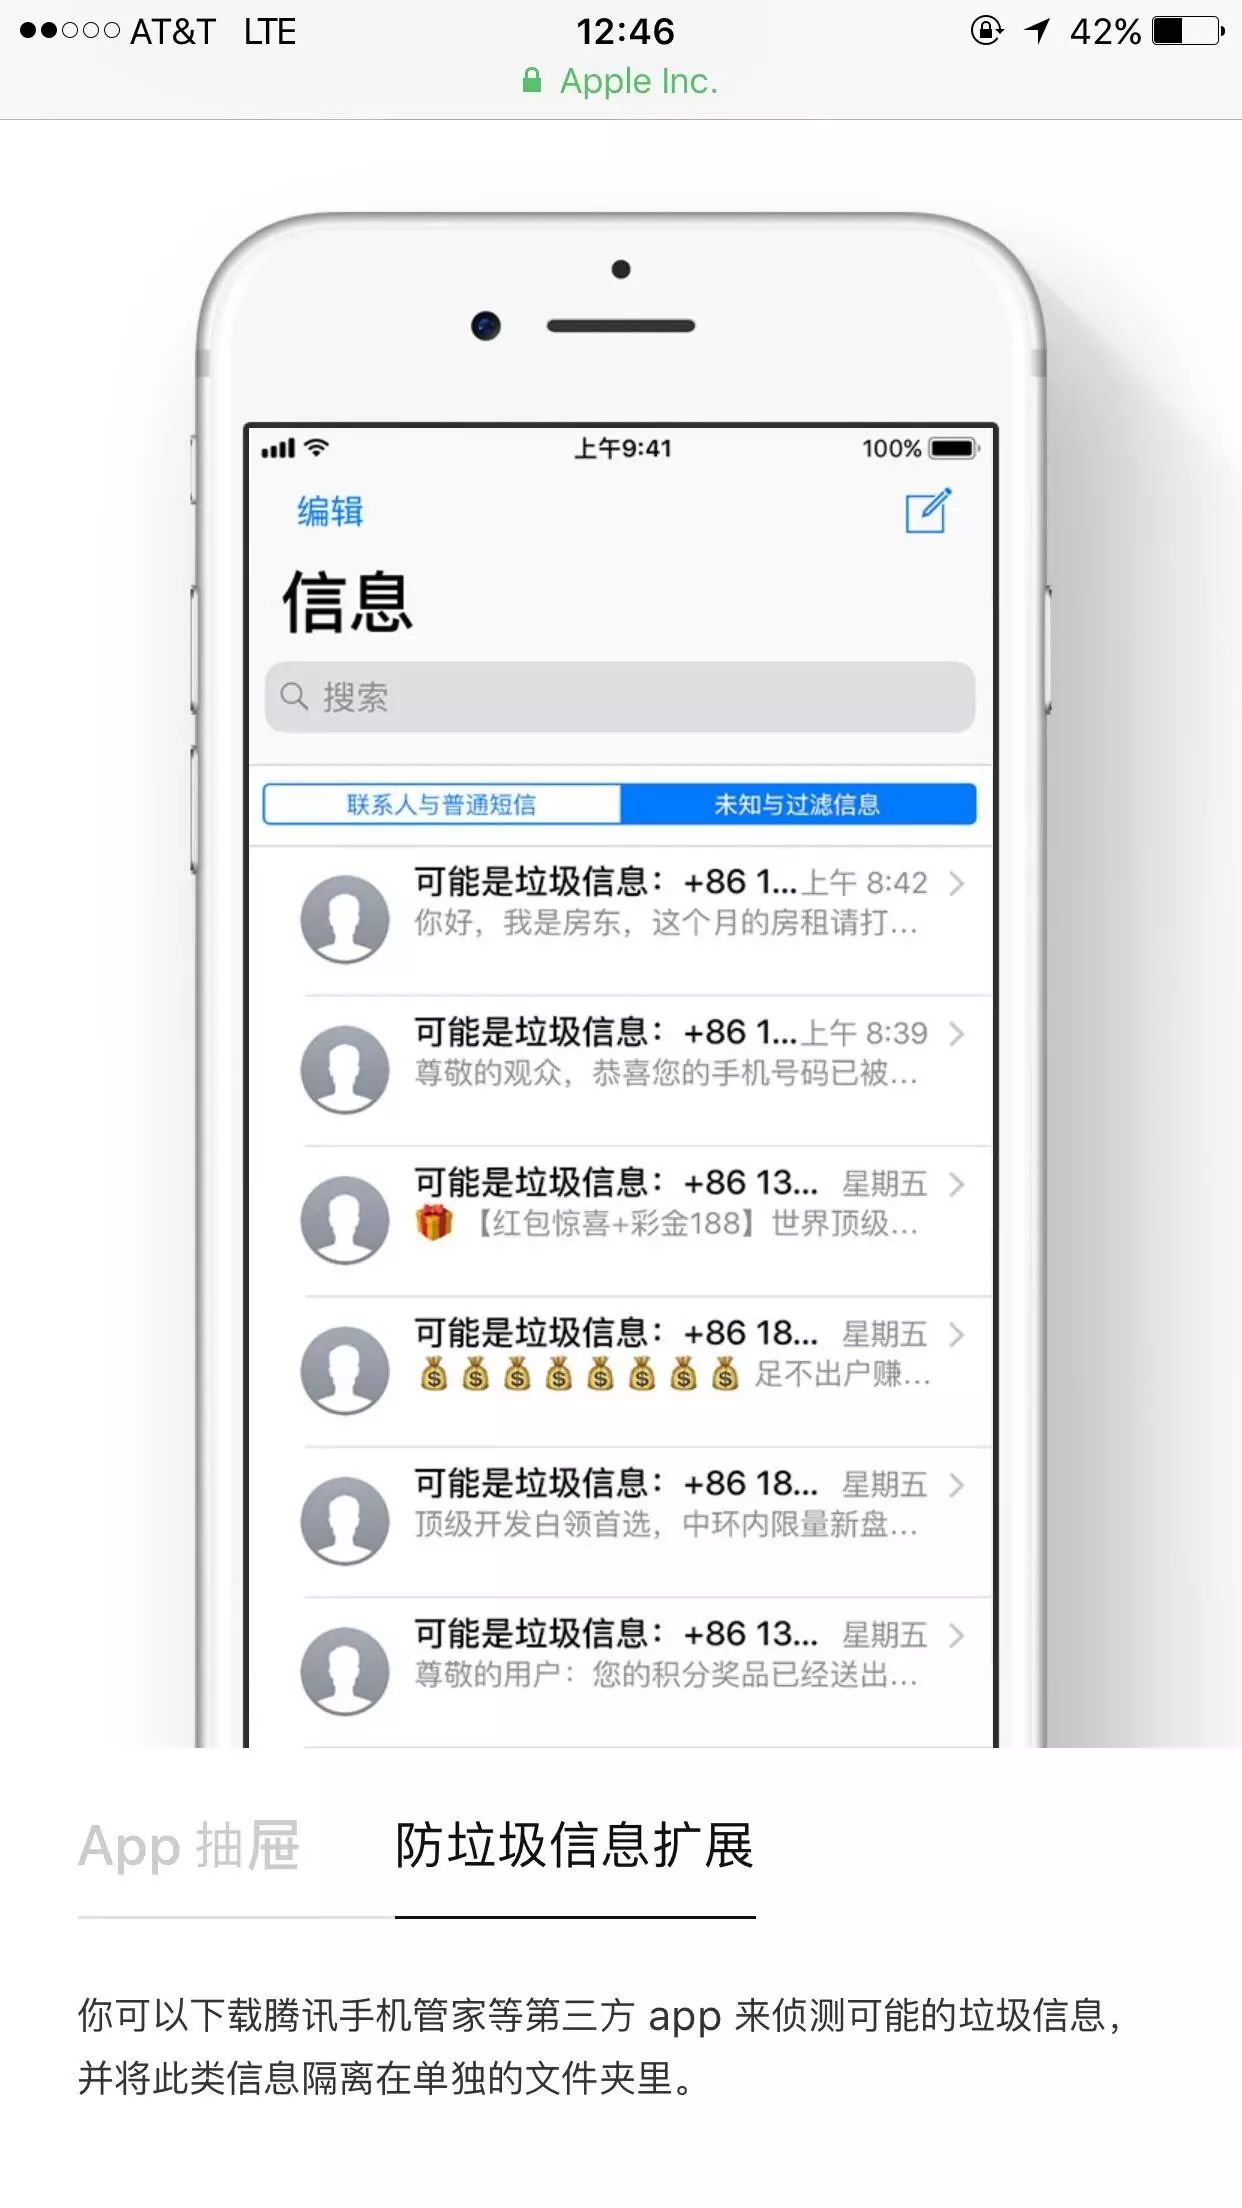 AT&T LTE 12:46 42%
Apple Inc.
上午9:41 100%
编辑
信息
搜索
联系人与普通短信 未知与过滤信息
可能是垃圾信息：+86 1... 上午 8:42
你好，我是房东，这个月的房租请打...
可能是垃圾信息：+86 1... 上午 8:39
尊敬的观众，恭喜您的手机号码已被...
可能是垃圾信息：+86 13... 星期五
🎁【红包惊喜+彩金188】世界顶级...
可能是垃圾信息：+86 18... 星期五
💰💰💰💰💰💰💰💰足不出户赚...
可能是垃圾信息：+86 18... 星期五
顶级开发白领首选，中环内限量新盘...
可能是垃圾信息：+86 13... 星期五
尊敬的用户：您的积分奖品已经送出...
App 抽屉 防垃圾信息扩展
你可以下载腾讯手机管家等第三方 app 来侦测可能的垃圾信息，
并将此类信息隔离在单独的文件夹里。